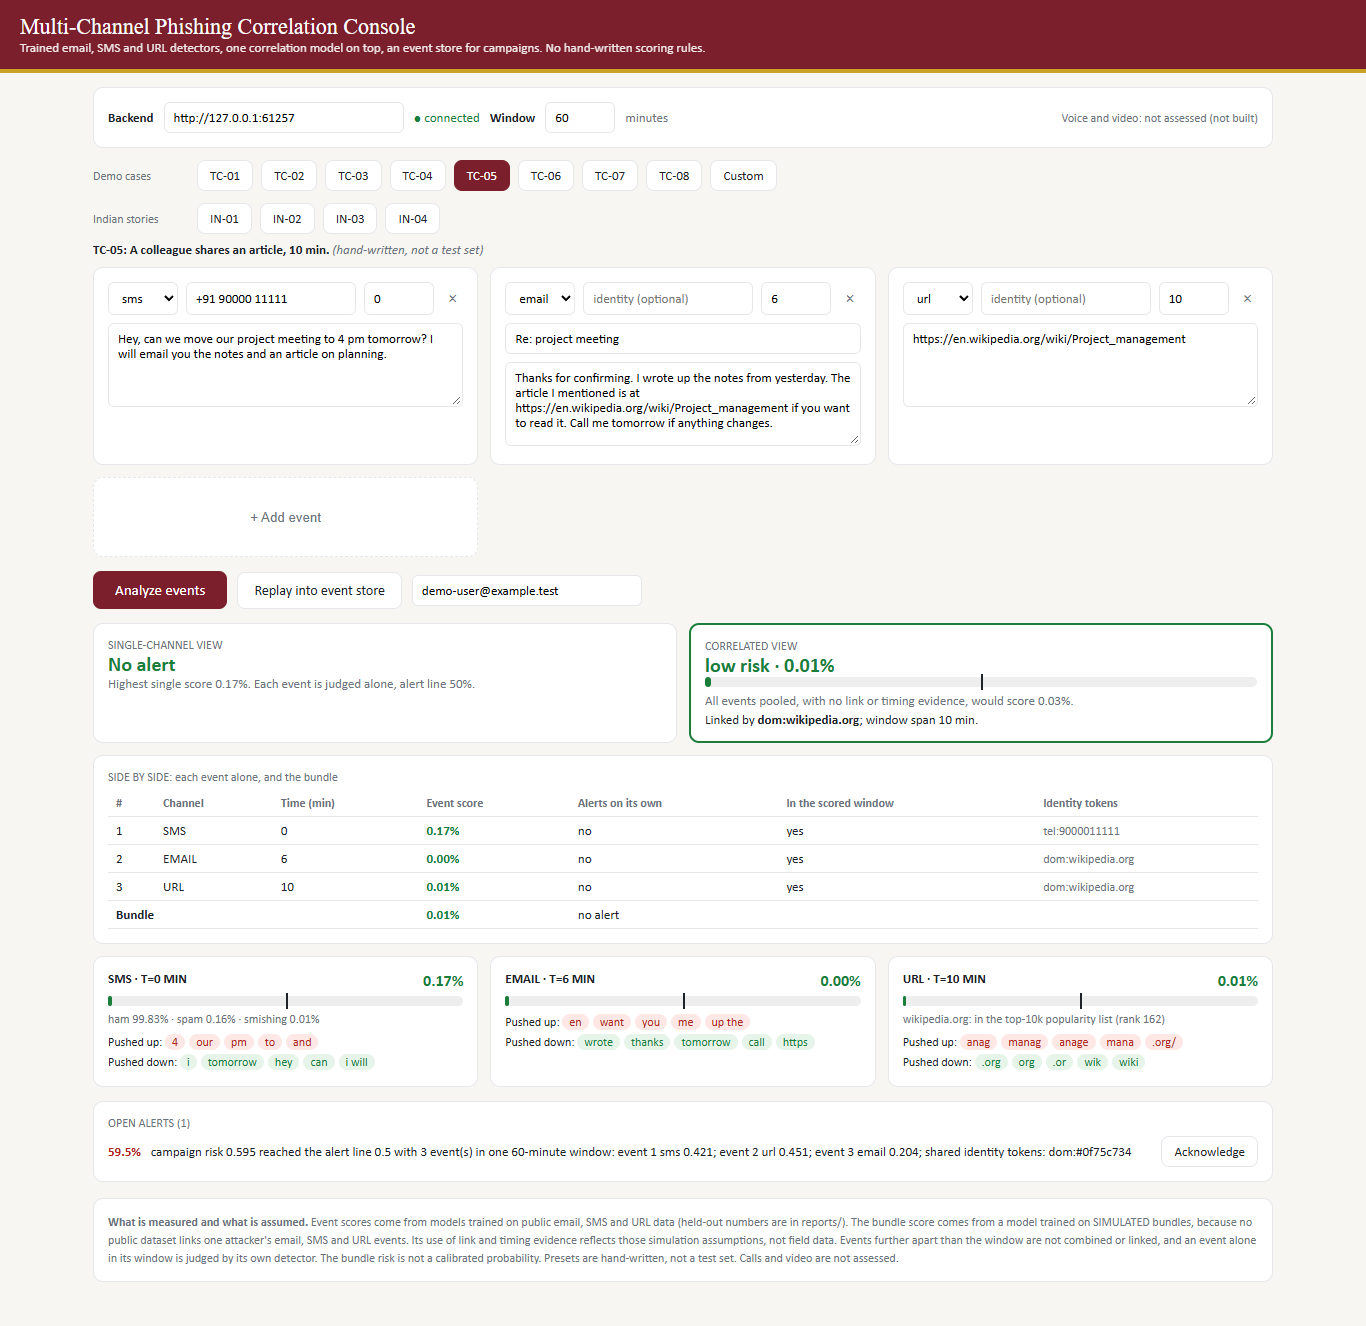 Multi-Channel Phishing Correlation Console
Trained email, SMS and URL detectors, one correlation model on top, an event store for campaigns. No hand-written scoring rules.
Backend http://127.0.0.1:61257 ● connected Window 60 minutes Voice and video: not assessed (not built)
Demo cases TC-01 TC-02 TC-03 TC-04 TC-05 TC-06 TC-07 TC-08 Custom
Indian stories IN-01 IN-02 IN-03 IN-04
TC-05: A colleague shares an article, 10 min. (hand-written, not a test set)
sms +91 90000 11111 0 ×
Hey, can we move our project meeting to 4 pm tomorrow? I
will email you the notes and an article on planning.
email identity (optional) 6 ×
Re: project meeting
Thanks for confirming. I wrote up the notes from yesterday. The
article I mentioned is at
https://en.wikipedia.org/wiki/Project_management if you want
to read it. Call me tomorrow if anything changes.
url identity (optional) 10 ×
https://en.wikipedia.org/wiki/Project_management
+ Add event
Analyze events Replay into event store demo-user@example.test
SINGLE-CHANNEL VIEW
No alert
Highest single score 0.17%. Each event is judged alone, alert line 50%.
CORRELATED VIEW
low risk · 0.01%
All events pooled, with no link or timing evidence, would score 0.03%.
Linked by dom:wikipedia.org; window span 10 min.
SIDE BY SIDE: each event alone, and the bundle
# Channel Time (min) Event score Alerts on its own In the scored window Identity tokens
1 SMS 0 0.17% no yes tel:9000011111
2 EMAIL 6 0.00% no yes dom:wikipedia.org
3 URL 10 0.01% no yes dom:wikipedia.org
Bundle 0.01% no alert
SMS · T=0 MIN 0.17%
ham 99.83% · spam 0.16% · smishing 0.01%
Pushed up: 4 our pm to and
Pushed down: i tomorrow hey can i will
EMAIL · T=6 MIN 0.00%
Pushed up: en want you me up the
Pushed down: wrote thanks tomorrow call https
URL · T=10 MIN 0.01%
wikipedia.org: in the top-10k popularity list (rank 162)
Pushed up: anag manag anage mana .org/
Pushed down: .org org .or wik wiki
OPEN ALERTS (1)
59.5% campaign risk 0.595 reached the alert line 0.5 with 3 event(s) in one 60-minute window: event 1 sms 0.421; event 2 url 0.451; event 3 email 0.204; shared identity tokens: dom:#0f75c734 Acknowledge
What is measured and what is assumed. Event scores come from models trained on public email, SMS and URL data (held-out numbers are in reports/). The bundle score comes from a model trained on SIMULATED bundles, because no
public dataset links one attacker's email, SMS and URL events. Its use of link and timing evidence reflects those simulation assumptions, not field data. Events further apart than the window are not combined or linked, and an event alone
in its window is judged by its own detector. The bundle risk is not a calibrated probability. Presets are hand-written, not a test set. Calls and video are not assessed.